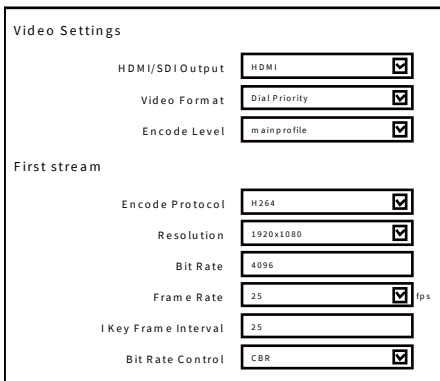 Video Settings
HDMI/SDI Output HDMI
Video Format Dial Priority
Encode Level mainprofile
First stream
Encode Protocol H264
Resolution 1920x1080
Bit Rate 4096
Frame Rate 25 fps
I Key Frame Interval 25
Bit Rate Control CBR